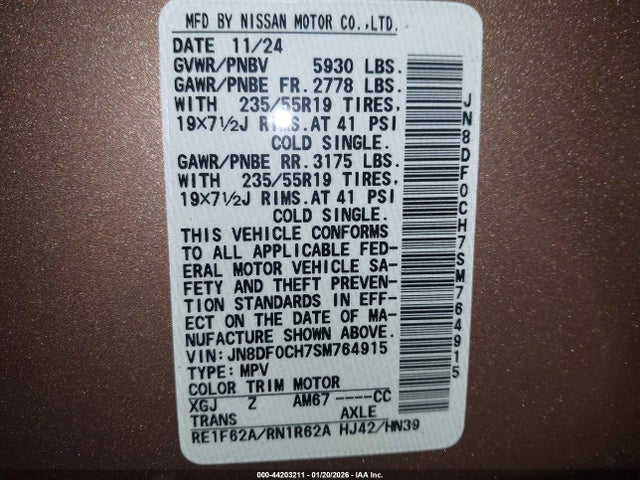 MFD BY NISSAN MOTOR CO.,LTD.
DATE 11/24
GVWR/PNBV 5930 LBS.
GAWR/PNBE FR. 2778 LBS.
WITH 235/55R19 TIRES,
19X7½J RIMS. AT 41 PSI
COLD SINGLE.
GAWR/PNBE RR. 3175 LBS.
WITH 235/55R19 TIRES,
19X7½J RIMS. AT 41 PSI
COLD SINGLE.
THIS VEHICLE CONFORMS
TO ALL APPLICABLE FED-
ERAL MOTOR VEHICLE SA-
FETY AND THEFT PREVEN-
TION STANDARDS IN EFF-
ECT ON THE DATE OF MA-
NUFACTURE SHOWN ABOVE.
VIN: JN8DF0CH7SM764915
TYPE: MPV
COLOR TRIM MOTOR
XGJ Z AM67 ----CC
TRANS AXLE
RE1F62A/RN1R62A HJ42/HN39
JN8DF0CH7SM764915
000-44203211 - 01/20/2026 - IAA Inc.